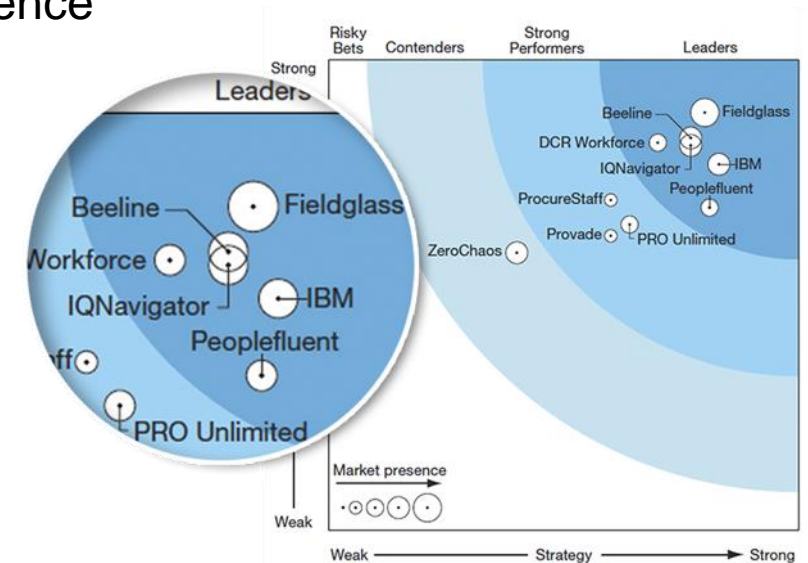 ence
Risky
Bets
Contenders
Strong
Performers
Leaders
Strong
Leaders
Beeline
Fieldglass
Workforce
IQNavigator
IBM
Peoplefluent
ff
PRO Unlimited
Beeline
Fieldglass
DCR Workforce
IQNavigator
IBM
Peoplefluent
ProcureStaff
Provade
PRO Unlimited
ZeroChaos
Market presence
Weak
Weak
Strategy
Strong